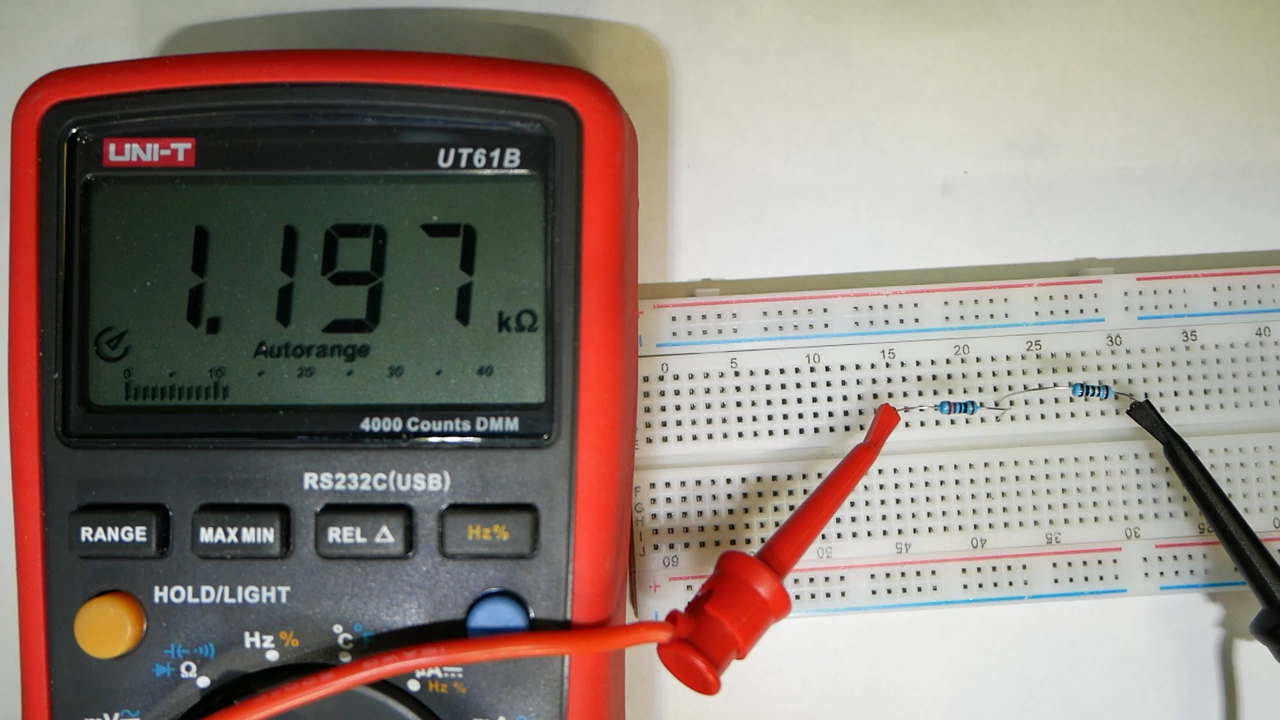 UNI-T
UT61B
1.197
kΩ
Autorange
0 10 20 30 40
4000 Counts DMM
RS232C(USB)
RANGE
MAX MIN
REL Δ
Hz%
HOLD/LIGHT
Hz %
°C
Ω
Hz %
0 5 10 15 20 25 30 35 40
60 50 45 40 35 30 25